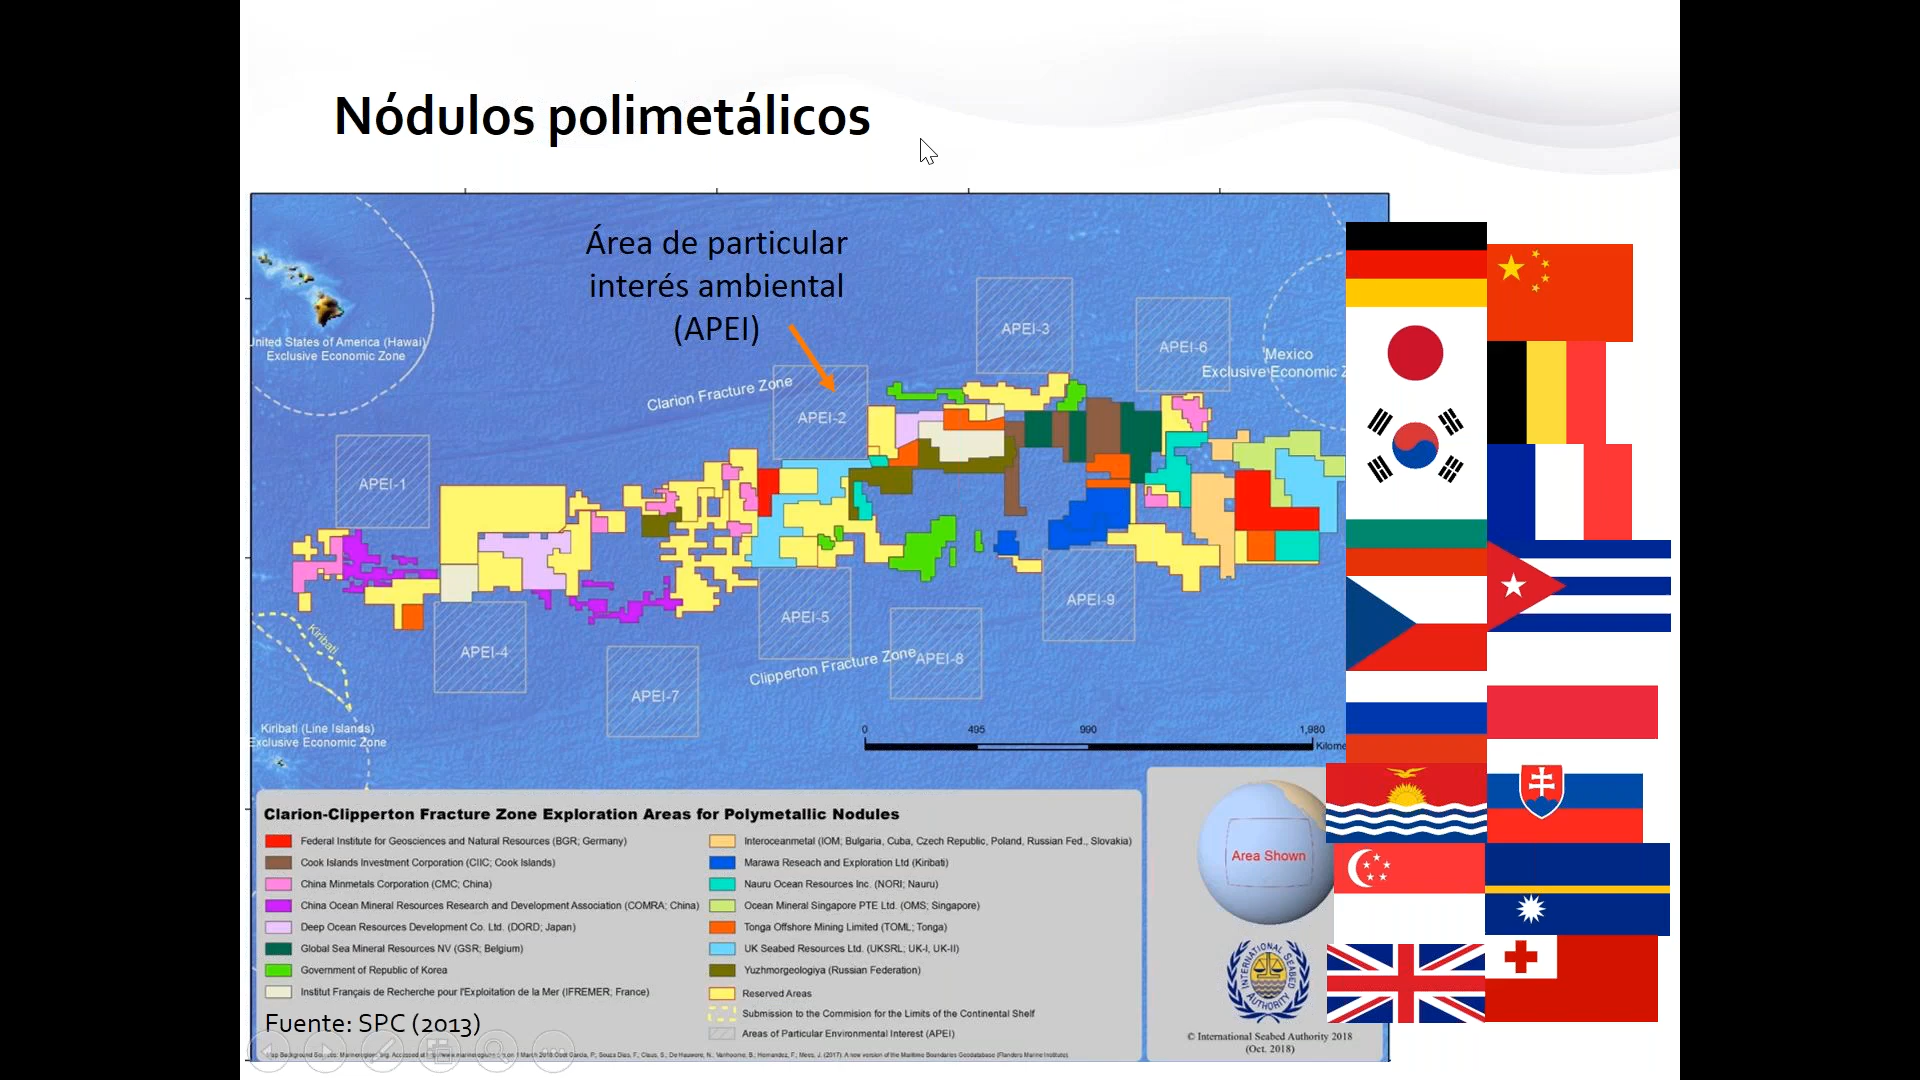 Nódulos polimetálicos
Área de particular
interés ambiental
(APEI)
APEI-3
APEI-6
United States of America (Hawai)
Exclusive Economic Zone
Mexico
Exclusive Economic Z
Clarion Fracture Zone
APEI-2
APEI-1
APEI-5
APEI-9
Kiribati
APEI-4
APEI-8
Clipperton Fracture Zone
APEI-7
Kiribati (Line Islands)
Exclusive Economic Zone
0 495 990 1,980
Kilome
Clarion-Clipperton Fracture Zone Exploration Areas for Polymetallic Nodules
Federal Institute for Geosciences and Natural Resources (BGR; Germany)
Cook Islands Investment Corporation (CIIC; Cook Islands)
China Minmetals Corporation (CMC; China)
China Ocean Mineral Resources Research and Development Association (COMRA; China)
Deep Ocean Resources Development Co. Ltd. (DORD; Japan)
Global Sea Mineral Resources NV (GSR; Belgium)
Government of Republic of Korea
Institut Français de Recherche pour l'Exploitation de la Mer (IFREMER; France)
Interoceanmetal (IOM; Bulgaria, Cuba, Czech Republic, Poland, Russian Fed., Slovakia)
Marawa Reseach and Exploration Ltd (Kiribati)
Nauru Ocean Resources Inc. (NORI; Nauru)
Ocean Mineral Singapore PTE Ltd. (OMS; Singapore)
Tonga Offshore Mining Limited (TOML; Tonga)
UK Seabed Resources Ltd. (UKSRL; UK-I, UK-II)
Yuzhmorgeologiya (Russian Federation)
Reserved Areas
Submission to the Commision for the Limits of the Continental Shelf
Areas of Particular Environmental Interest (APEI)
Area Shown
INTERNATIONAL SEABED AUTHORITY
© International Seabed Authority 2018
(Oct. 2018)
Fuente: SPC (2013)